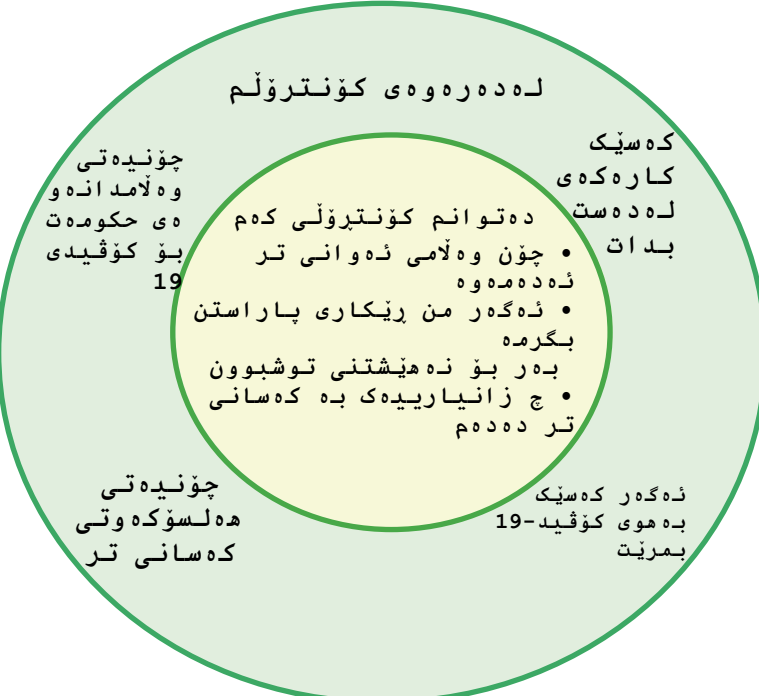 لەدەرەوەی کۆنترۆڵم
کەسێک
کارەکەی
لەدەست
بدات
چۆنیەتی
وەڵامدانەو
ەی حکومەت
بۆ کۆڤیدی
19
دەتوانم کۆنتڕۆڵی کەم
• چۆن وەڵامی ئەوانی تر
ئەدەمەوە
• ئەگەر من ڕێکاری پاراستن
بگرمە
بەر بۆ نەهێشتنی توشبوون
• چ زانیارییەک بە کەسانی
تر دەدەم
چۆنیەتی
هەلسۆکەوتی
کەسانی تر
ئەگەر کەسێک
بەهوی کۆڤید-19
بمرێت